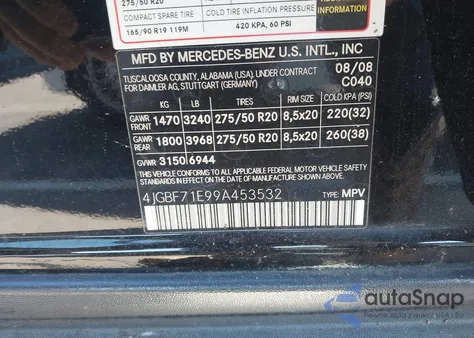 275/50 R20
COMPACT SPARE TIRE COLD TIRE INFLATION PRESSURE
165/90 R19 119M 420 KPA, 60 PSI
INFORMATION
MFD BY MERCEDES-BENZ U.S. INTL., INC
TUSCALOOSA COUNTY, ALABAMA (USA). UNDER CONTRACT 08/08
FOR DAIMLER AG, STUTTGART (GERMANY) C040
KG LB TIRES RIMS COLD KPA (PSI)
GAWR FRONT 1470 3240 275/50 R20 8,5x20 220(32)
GAWR REAR 1800 3968 275/50 R20 8,5x20 260(38)
GVWR 3150 6944
THIS VEHICLE CONFORMS TO ALL APPLICABLE FEDERAL MOTOR VEHICLE SAFETY STANDARDS IN EFFECT ON THE DATE OF MANUFACTURE SHOWN ABOVE.
4JGBF71E99A453532 TYPE: MPV
autoSnap